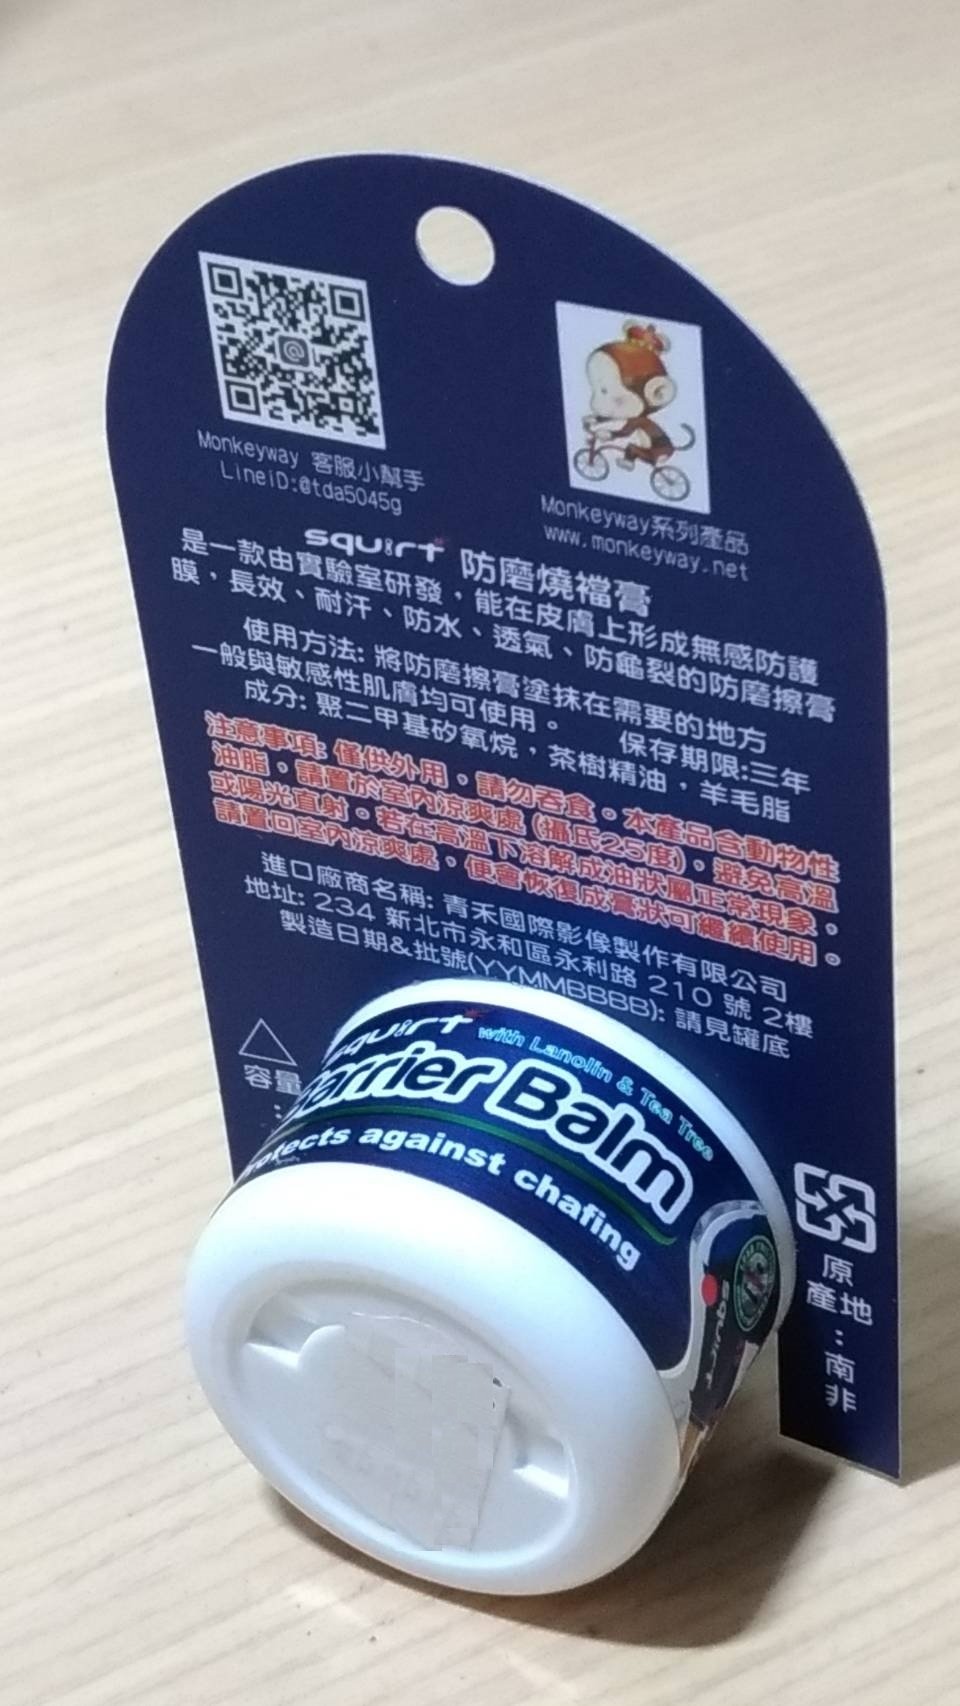 Monkeyway 客服小幫手
LineiD:@tda5045g
Monkeyway系列產品
www.monkeyway.net
squirt 防磨燒襠膏
是一款由實驗室研發，能在皮膚上形成無感防護
膜，長效、耐汗、防水、透氣、防龜裂的防磨擦膏
使用方法: 將防磨擦膏塗抹在需要的地方
一般與敏感性肌膚均可使用。 保存期限:三年
成分: 聚二甲基矽氧烷，茶樹精油，羊毛脂
注意事項: 僅供外用。請勿吞食。本產品含動物性
油脂。請置於室內涼爽處 (攝氏25度)。避免高溫
或陽光直射。若在高溫下溶解成油狀屬正常現象。
請置回室內涼爽處，便會恢復成膏狀可繼續使用。
進口廠商名稱: 青禾國際影像製作有限公司
地址: 234 新北市永和區永利路 210 號 2樓
製造日期&批號(YYMMBBBB): 請見罐底
容量
:
squirt with Lanolin & Tea Tree
Barrier Balm
Protects against chafing
squirt
原
產地
:
南
非